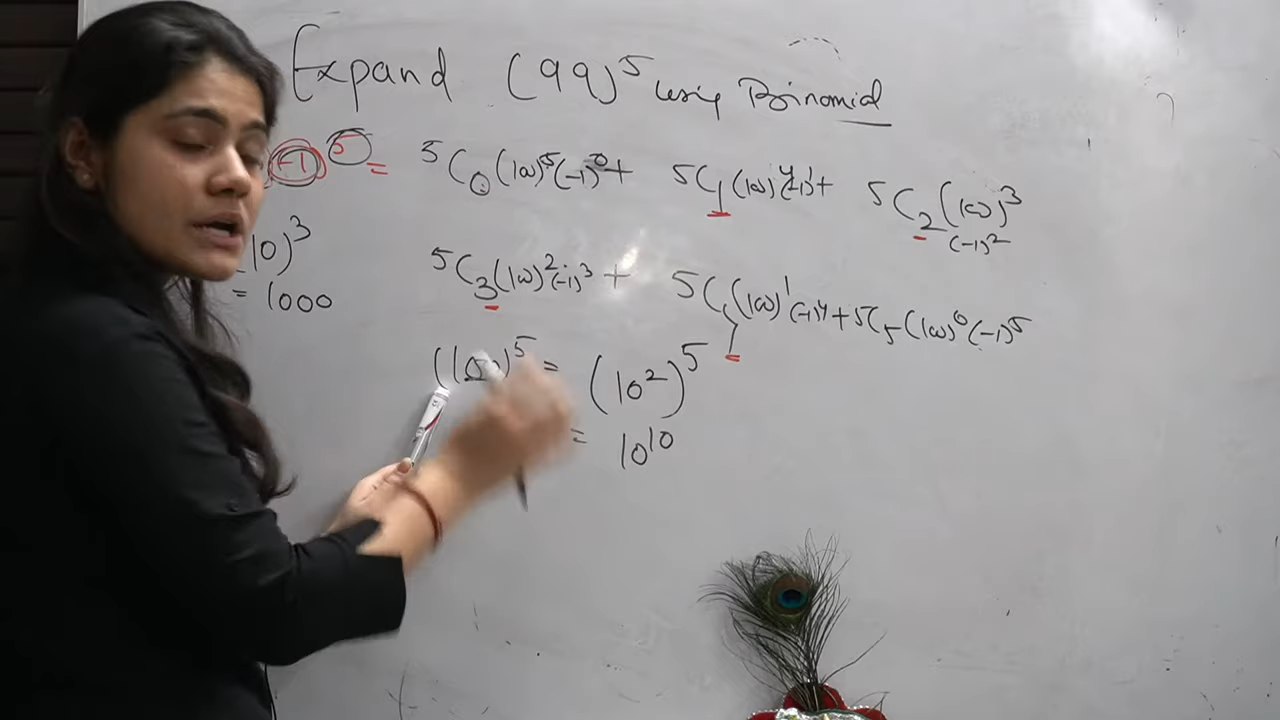 Expand (99)⁵ using Binomial
-1) 5 = ⁵C₀(100)⁵(-1)⁰+ 5C₁(100)⁴(-1)¹+ 5C₂(100)³
(-1)²
10)³ ⁵C₃(100)²(-1)³ + 5C₄(100)¹(-1)⁴+5C₅(100)⁰(-1)⁵
= 1000
(100)⁵ = (10²)⁵
= 10¹⁰